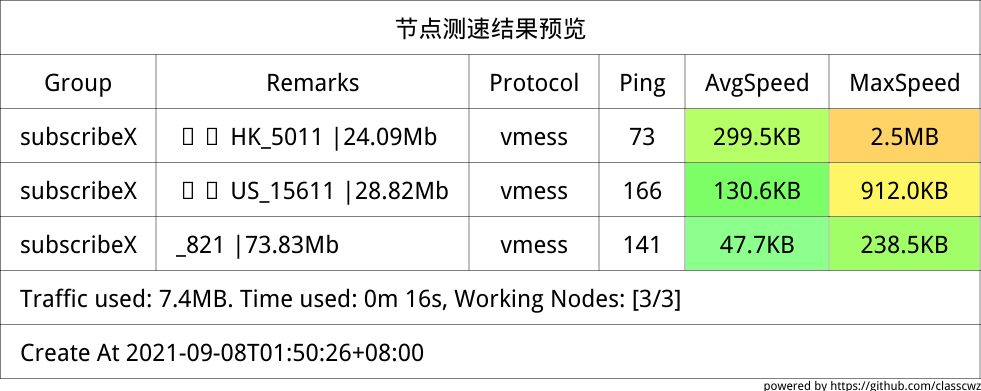 节点测速结果预览
Group Remarks Protocol Ping AvgSpeed MaxSpeed
subscribeX HK_5011 |24.09Mb vmess 73 299.5KB 2.5MB
subscribeX US_15611 |28.82Mb vmess 166 130.6KB 912.0KB
subscribeX _821 |73.83Mb vmess 141 47.7KB 238.5KB
Traffic used: 7.4MB. Time used: 0m 16s, Working Nodes: [3/3]
Create At 2021-09-08T01:50:26+08:00
powered by https://github.com/classcwz